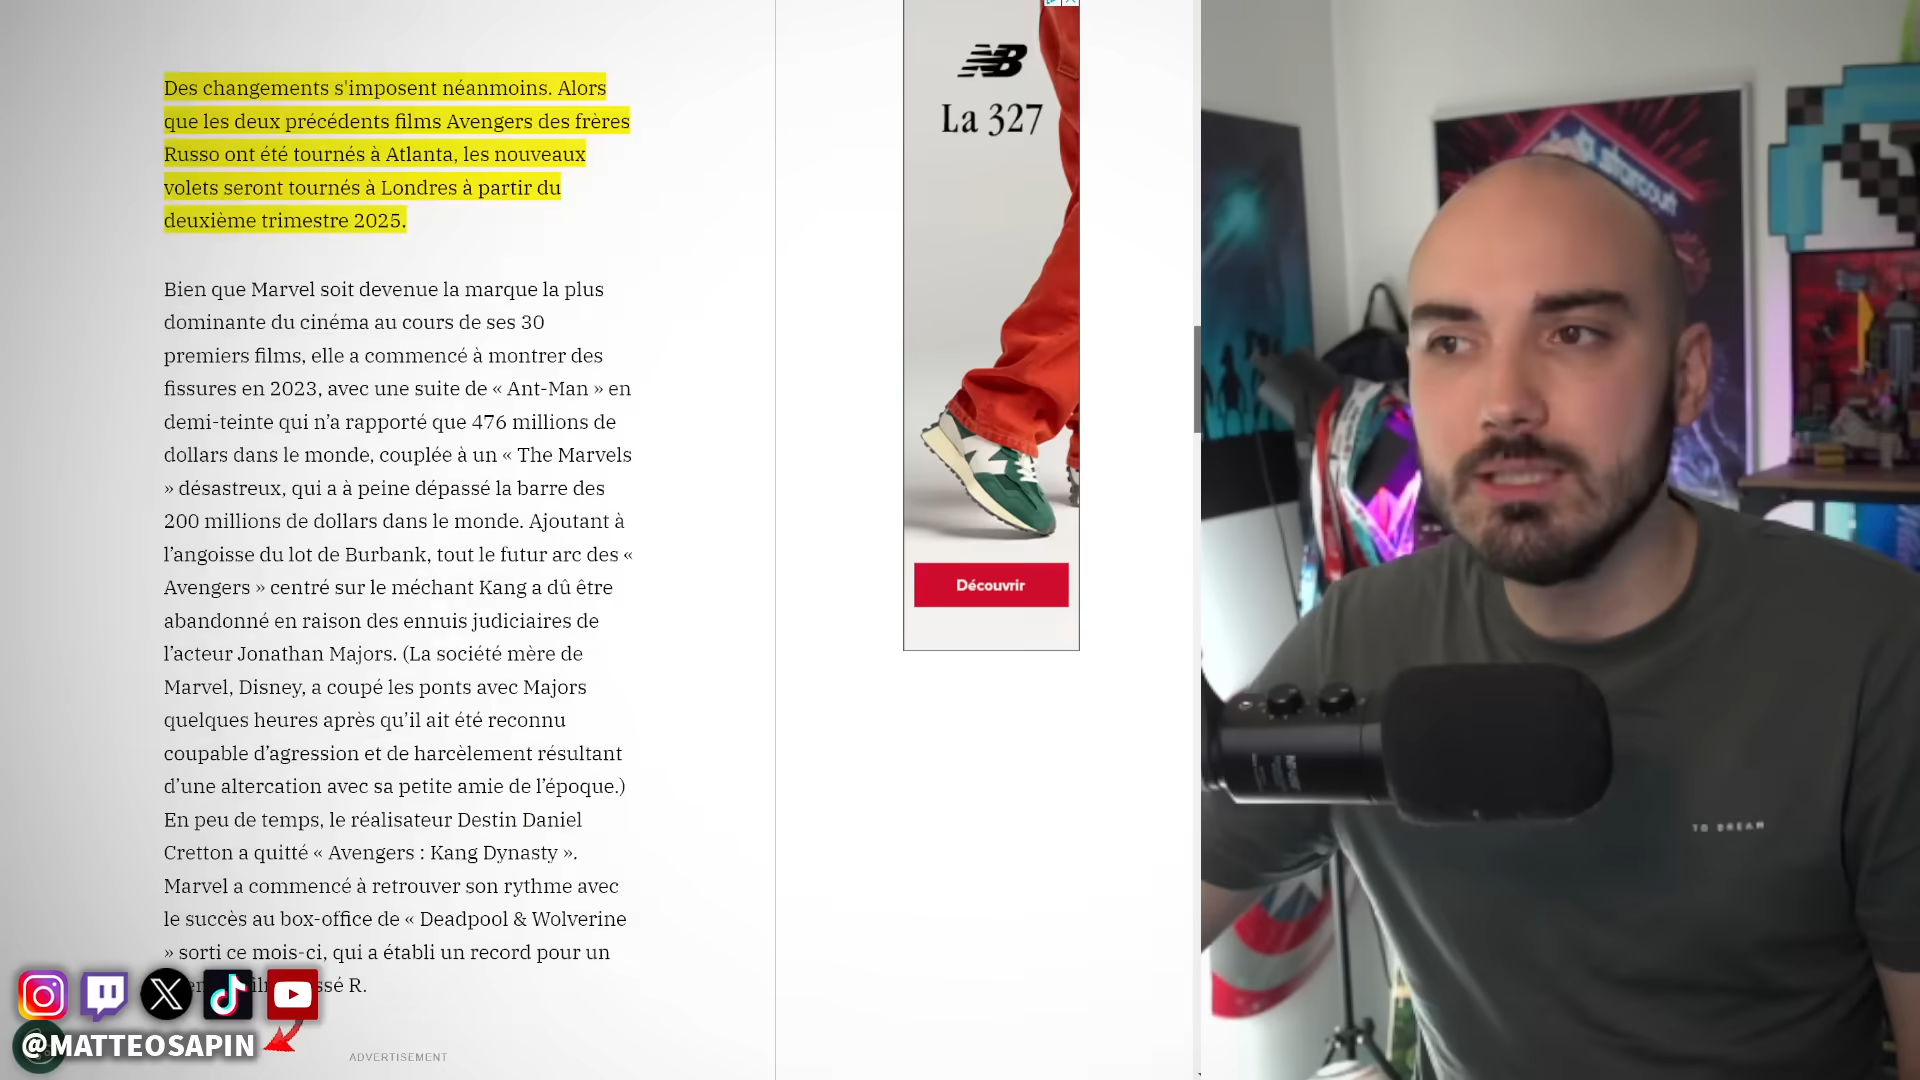 Des changements s'imposent néanmoins. Alors
que les deux précédents films Avengers des frères
Russo ont été tournés à Atlanta, les nouveaux
volets seront tournés à Londres à partir du
deuxième trimestre 2025.
Bien que Marvel soit devenue la marque la plus
dominante du cinéma au cours de ses 30
premiers films, elle a commencé à montrer des
fissures en 2023, avec une suite de « Ant-Man » en
demi-teinte qui n’a rapporté que 476 millions de
dollars dans le monde, couplée à un « The Marvels
» désastreux, qui a à peine dépassé la barre des
200 millions de dollars dans le monde. Ajoutant à
l’angoisse du lot de Burbank, tout le futur arc des «
Avengers » centré sur le méchant Kang a dû être
abandonné en raison des ennuis judiciaires de
l’acteur Jonathan Majors. (La société mère de
Marvel, Disney, a coupé les ponts avec Majors
quelques heures après qu’il ait été reconnu
coupable d’agression et de harcèlement résultant
d’une altercation avec sa petite amie de l’époque.)
En peu de temps, le réalisateur Destin Daniel
Cretton a quitté « Avengers : Kang Dynasty ».
Marvel a commencé à retrouver son rythme avec
le succès au box-office de « Deadpool & Wolverine
» sorti ce mois-ci, qui a établi un record pour un
R.
@MATTEOSAPIN
ADVERTISEMENT
NB
La 327
Découvrir
starcourt
TO DREAM